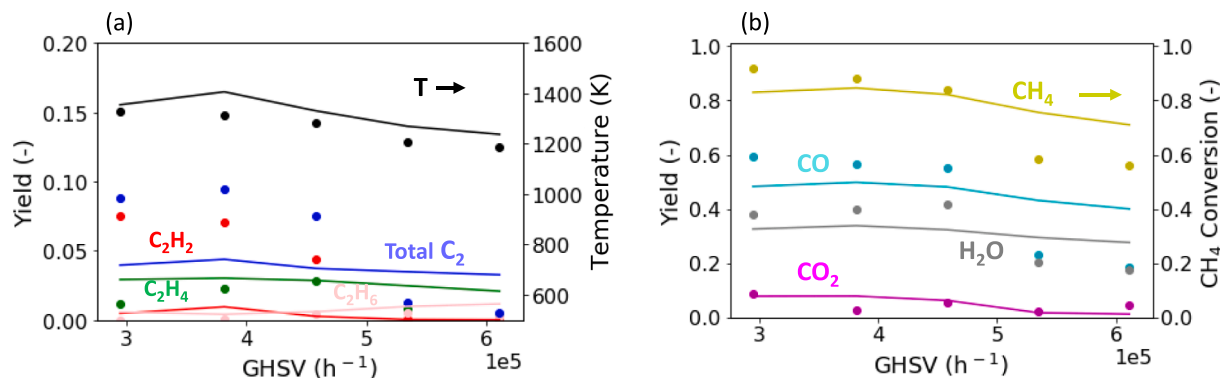 (a)
Yield (-)
0.20
0.15
0.10
0.05
0.00
T →
C₂H₂
Total C₂
C₂H₄
C₂H₆
1600
1400
1200
1000
800
600
Temperature (K)
3 4 5 6
1e5
GHSV (h⁻¹)
(b)
Yield (-)
1.0
0.8
0.6
0.4
0.2
0.0
CH₄ →
CO
H₂O
CO₂
1.0
0.8
0.6
0.4
0.2
0.0
CH₄ Conversion (-)
3 4 5 6
1e5
GHSV (h⁻¹)